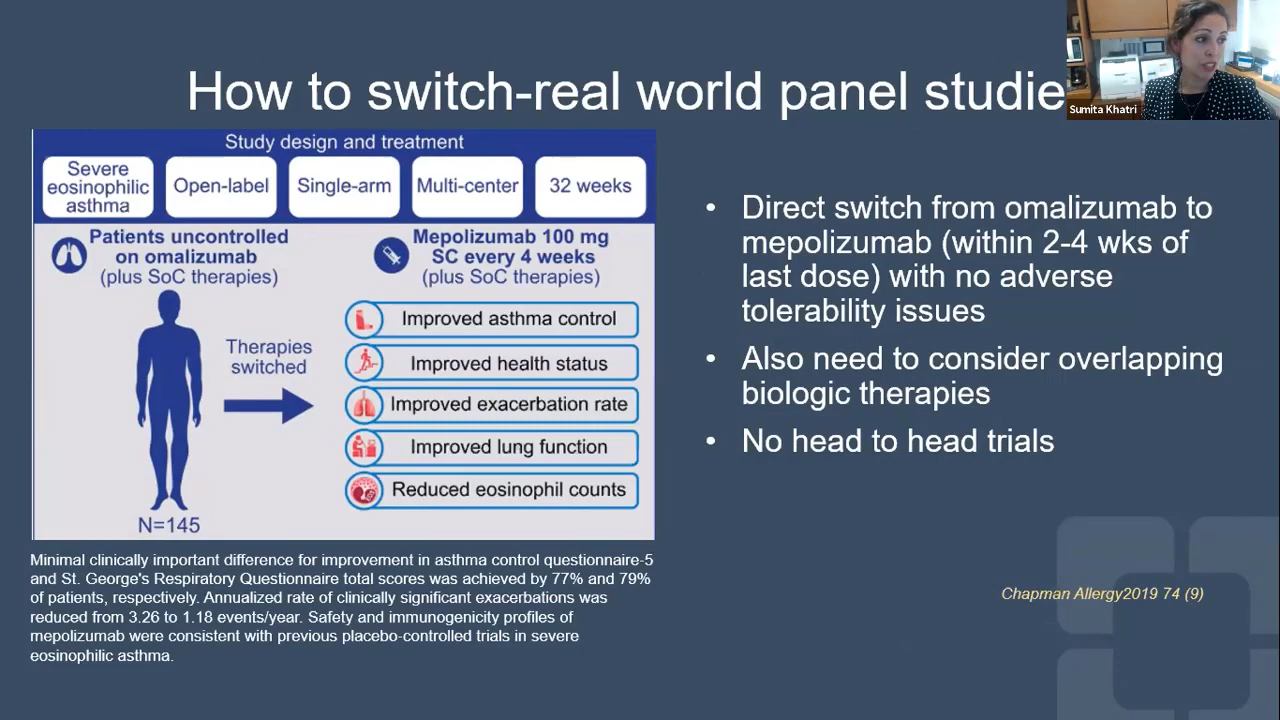 How to switch-real world panel studie
Sumita Khatri
Study design and treatment
Severe
eosinophilic
asthma
Open-label
Single-arm
Multi-center
32 weeks
Patients uncontrolled
on omalizumab
(plus SoC therapies)
Mepolizumab 100 mg
SC every 4 weeks
(plus SoC therapies)
Therapies
switched
Improved asthma control
Improved health status
Improved exacerbation rate
Improved lung function
Reduced eosinophil counts
N=145
Minimal clinically important difference for improvement in asthma control questionnaire-5
and St. George's Respiratory Questionnaire total scores was achieved by 77% and 79%
of patients, respectively. Annualized rate of clinically significant exacerbations was
reduced from 3.26 to 1.18 events/year. Safety and immunogenicity profiles of
mepolizumab were consistent with previous placebo-controlled trials in severe
eosinophilic asthma.
• Direct switch from omalizumab to
mepolizumab (within 2-4 wks of
last dose) with no adverse
tolerability issues
• Also need to consider overlapping
biologic therapies
• No head to head trials
Chapman Allergy2019 74 (9)